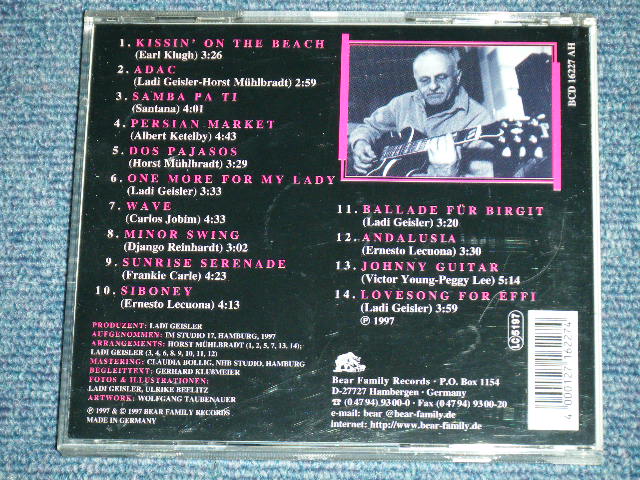 1. KISSIN' ON THE BEACH
(Earl Klugh) 3:26
2. ADAC
(Ladi Geisler-Horst Mühlbradt) 2:59
3. SAMBA PA TI
(Santana) 4:01
4. PERSIAN MARKET
(Albert Ketelby) 4:43
5. DOS PAJASOS
(Horst Mühlbradt) 3:29
6. ONE MORE FOR MY LADY
(Ladi Geisler) 3:33
7. WAVE
(Carlos Jobim) 4:33
8. MINOR SWING
(Django Reinhardt) 3:02
9. SUNRISE SERENADE
(Frankie Carle) 4:23
10. SIBONEY
(Ernesto Lecuona) 4:13
11. BALLADE FÜR BIRGIT
(Ladi Geisler) 3:20
12. ANDALUSIA
(Ernesto Lecuona) 3:30
13. JOHNNY GUITAR
(Victor Young-Peggy Lee) 5:14
14. LOVESONG FOR EFFI
(Ladi Geisler) 3:59
℗ 1997
PRODUZENT: LADI GEISLER
AUFGENOMMEN: TM STUDIO 17, HAMBURG, 1997
ARRANGEMENTS: HORST MÜHLBRADT (1, 2, 5, 7, 13, 14);
LADI GEISLER (3, 4, 6, 8, 9, 10, 11, 12)
MASTERING: CLAUDIA BOLLIG, NHB STUDIO, HAMBURG
BEGLEITTEXT: GERHARD KLUßMEIER
FOTOS & ILLUSTRATIONEN:
LADI GEISLER, ULRIKE BEELITZ
ARTWORK: WOLFGANG TAUBENAUER
℗ 1997 & © 1997 BEAR FAMILY RECORDS
MADE IN GERMANY
Bear Family Records · P.O. Box 1154
D-27727 Hambergen · Germany
☎ (0 47 94) 9300-0 · Fax (0 47 94) 9300-20
e-mail: bear @bear-family.de
Internet: http://www.bear-family.de
BCD 16227 AH
LC 5197
4 000127 162274